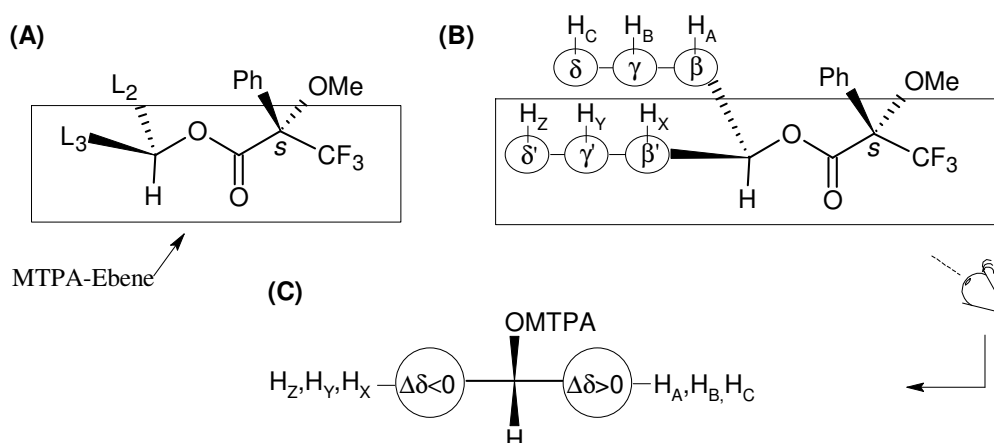 (A)
L2
L3
H
O
O
Ph
OMe
S
CF3
MTPA-Ebene
(B)
HC HB HA
δ γ β
HZ HY HX
δ' γ' β'
H
O
O
Ph
OMe
S
CF3
(C)
OMTPA
HZ,HY,HX Δδ<0 Δδ>0 HA,HB,HC
H